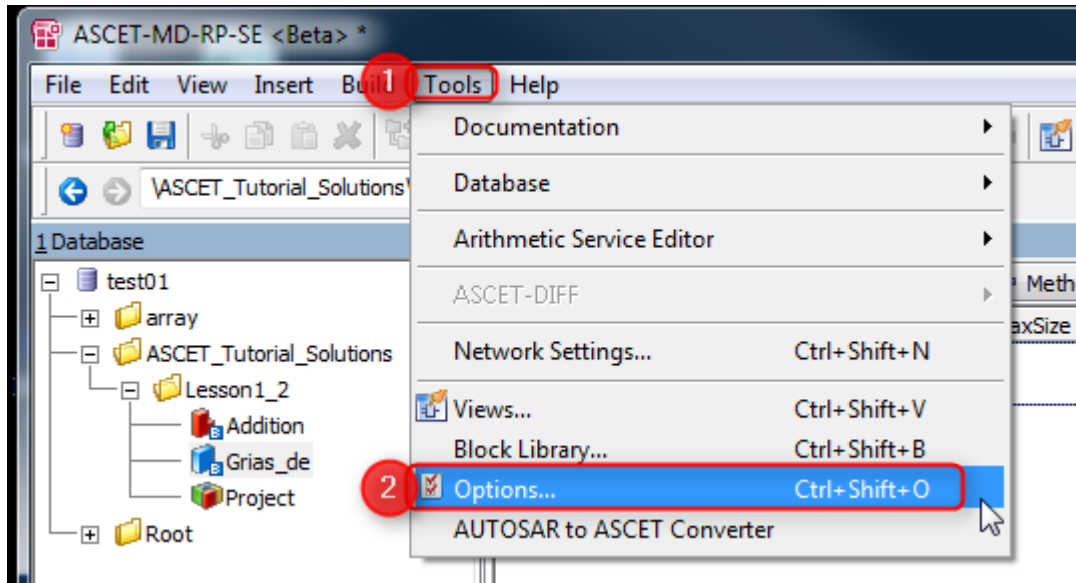 ASCET-MD-RP-SE <Beta> *
File Edit View Insert Build Tools Help
1
\ASCET_Tutorial_Solutions\
1 Database
test01
array
ASCET_Tutorial_Solutions
Lesson1_2
Addition
Grias_de
Project
Root
Documentation
Database
Arithmetic Service Editor
ASCET-DIFF
Network Settings... Ctrl+Shift+N
Views... Ctrl+Shift+V
Block Library... Ctrl+Shift+B
2 Options... Ctrl+Shift+O
AUTOSAR to ASCET Converter
Meth
axSize